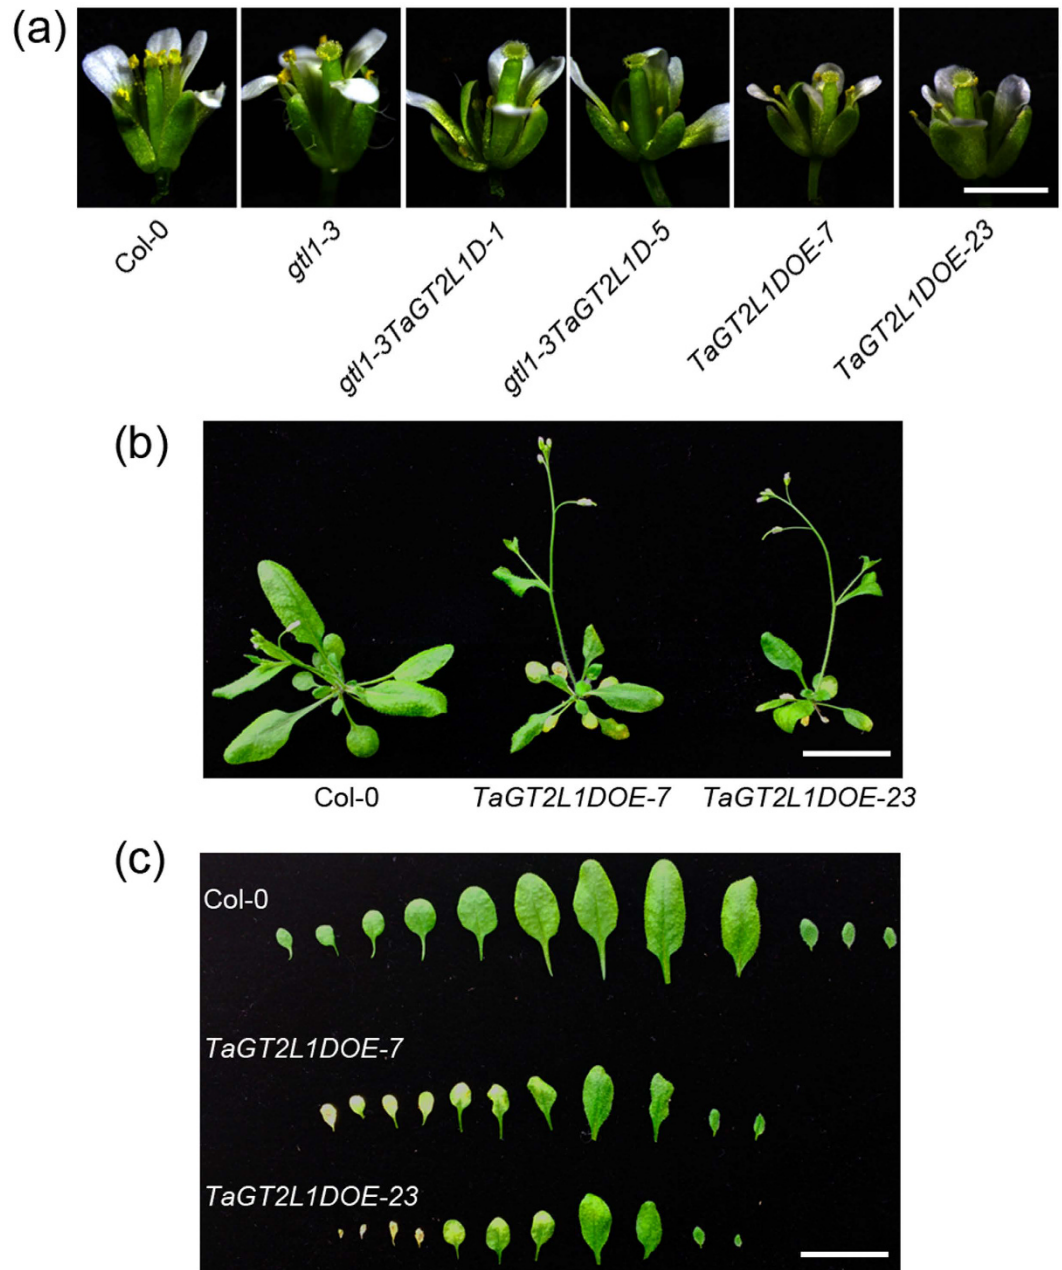 (a)
Col-0
gtl1-3
gtl1-3TaGT2L1D-1
gtl1-3TaGT2L1D-5
TaGT2L1DOE-7
TaGT2L1DOE-23
(b)
Col-0
TaGT2L1DOE-7
TaGT2L1DOE-23
(c)
Col-0
TaGT2L1DOE-7
TaGT2L1DOE-23